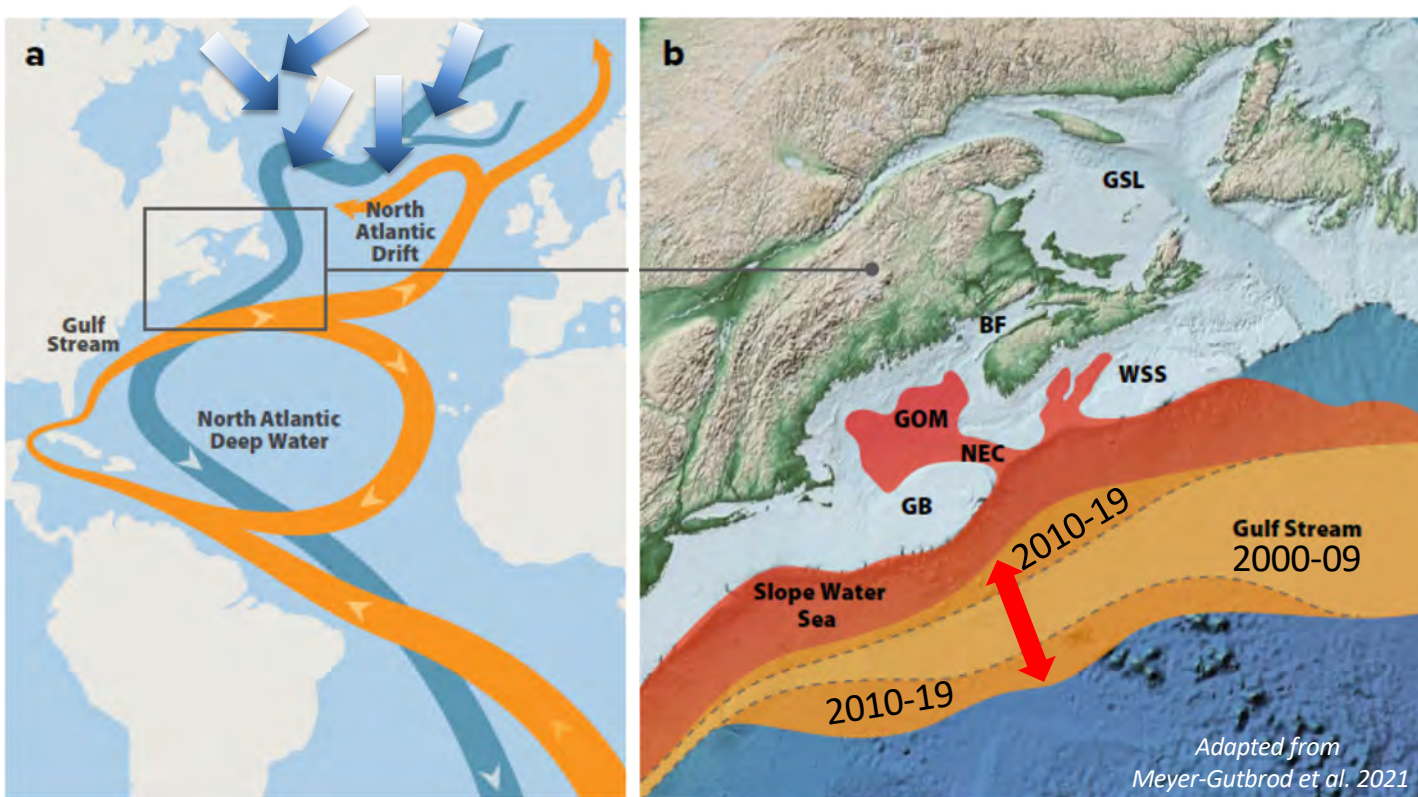 a
North
Atlantic
Drift
Gulf
Stream
North Atlantic
Deep Water
b
GSL
BF
WSS
GOM
NEC
GB
2010-19
Gulf Stream
2000-09
Slope Water
Sea
2010-19
Adapted from
Meyer-Gutbrod et al. 2021